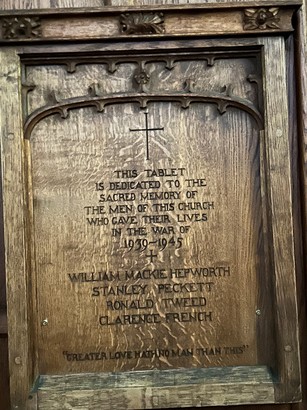 THIS TABLET
IS DEDICATED TO THE
SACRED MEMORY OF
THE MEN OF THIS CHURCH
WHO GAVE THEIR LIVES
IN THE WAR OF
1939-1945
WILLIAM MACKIE HEPWORTH
STANLEY PECKETT
RONALD TWEED
CLARENCE FRENCH
"GREATER LOVE HATH NO MAN THAN THIS"